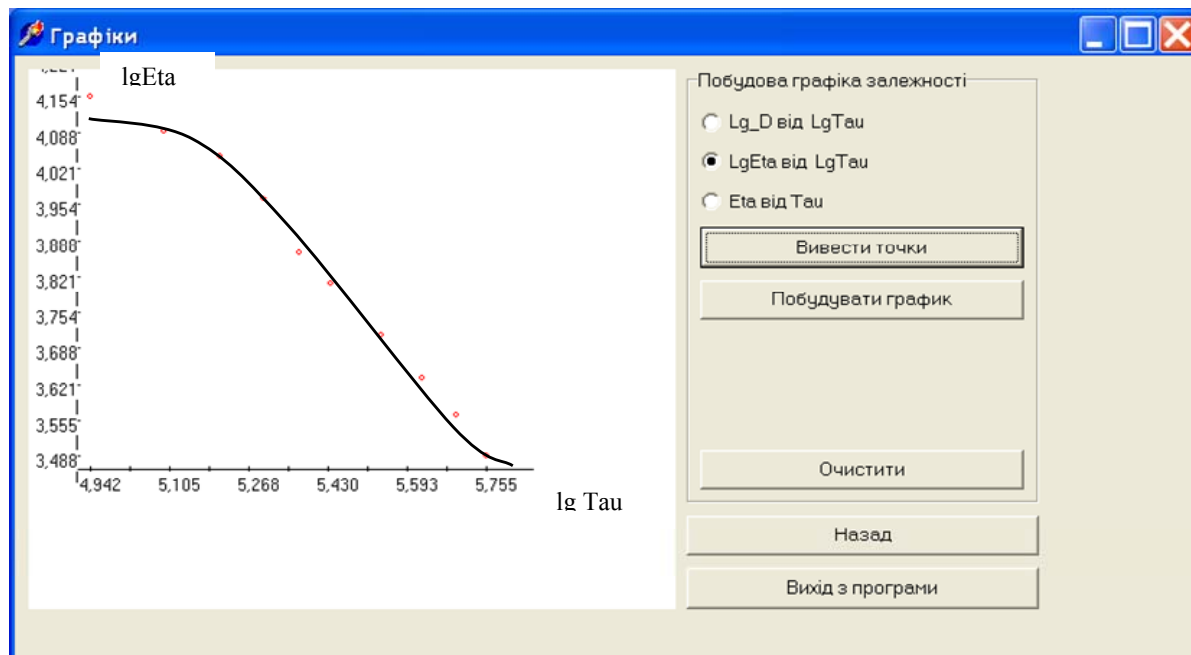 Графіки
lgEta
4,154
4,088
4,021
3,954
3,888
3,821
3,754
3,688
3,621
3,555
3,488
4,942 5,105 5,268 5,430 5,593 5,755
lg Tau
Побудова графіка залежності
Lg_D від LgTau
LgEta від LgTau
Eta від Tau
Вивести точки
Побудувати график
Очистити
Назад
Вихід з програми